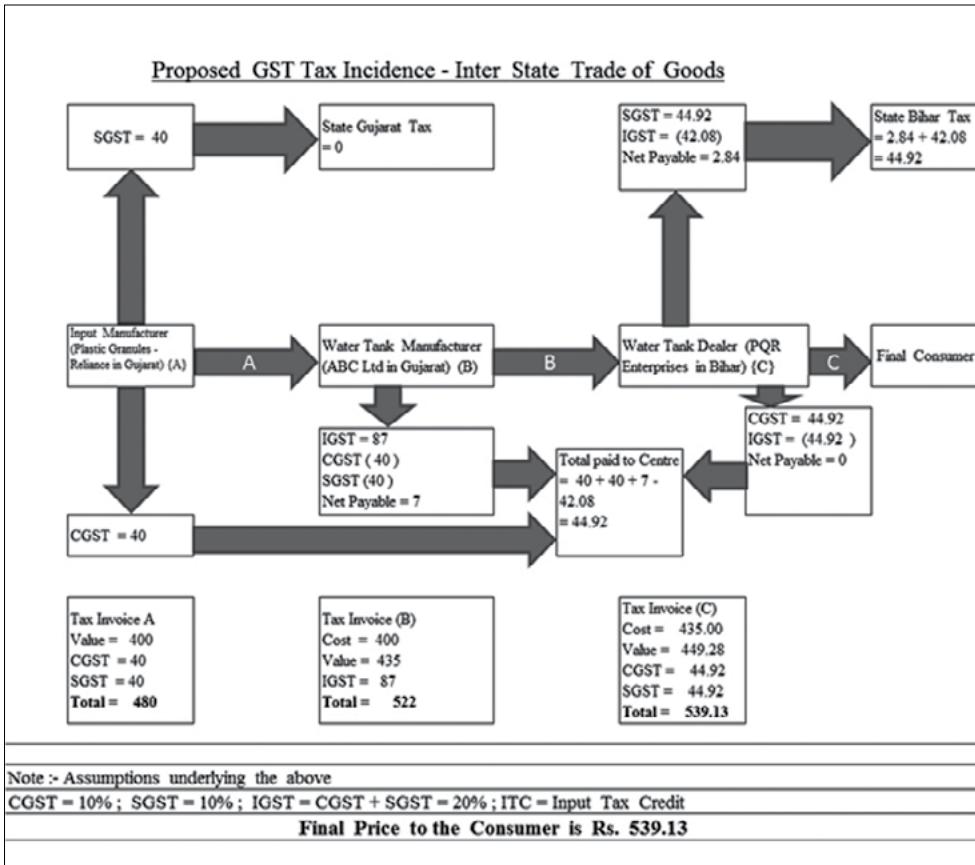 Proposed GST Tax Incidence - Inter State Trade of Goods
SGST = 40
State Gujarat Tax
= 0
SGST = 44.92
IGST = (42.08)
Net Payable = 2.84
State Bihar Tax
= 2.84 + 42.08
= 44.92
Input Manufacturer
(Plastic Granules -
Reliance in Gujarat) {A}
A
Water Tank Manufacturer
(ABC Ltd in Gujarat) (B)
B
Water Tank Dealer (PQR
Enterprises in Bihar) {C}
C
Final Consumer
IGST = 87
CGST (40)
SGST (40)
Net Payable = 7
Total paid to Centre
= 40 + 40 + 7 -
42.08
= 44.92
CGST = 44.92
IGST = (44.92 )
Net Payable = 0
CGST = 40
Tax Invoice A
Value = 400
CGST = 40
SGST = 40
Total = 480
Tax Invoice (B)
Cost = 400
Value = 435
IGST = 87
Total = 522
Tax Invoice (C)
Cost = 435.00
Value = 449.28
CGST = 44.92
SGST = 44.92
Total = 539.13
Note :- Assumptions underlying the above
CGST = 10% ; SGST = 10% ; IGST = CGST + SGST = 20% ; ITC = Input Tax Credit
Final Price to the Consumer is Rs. 539.13